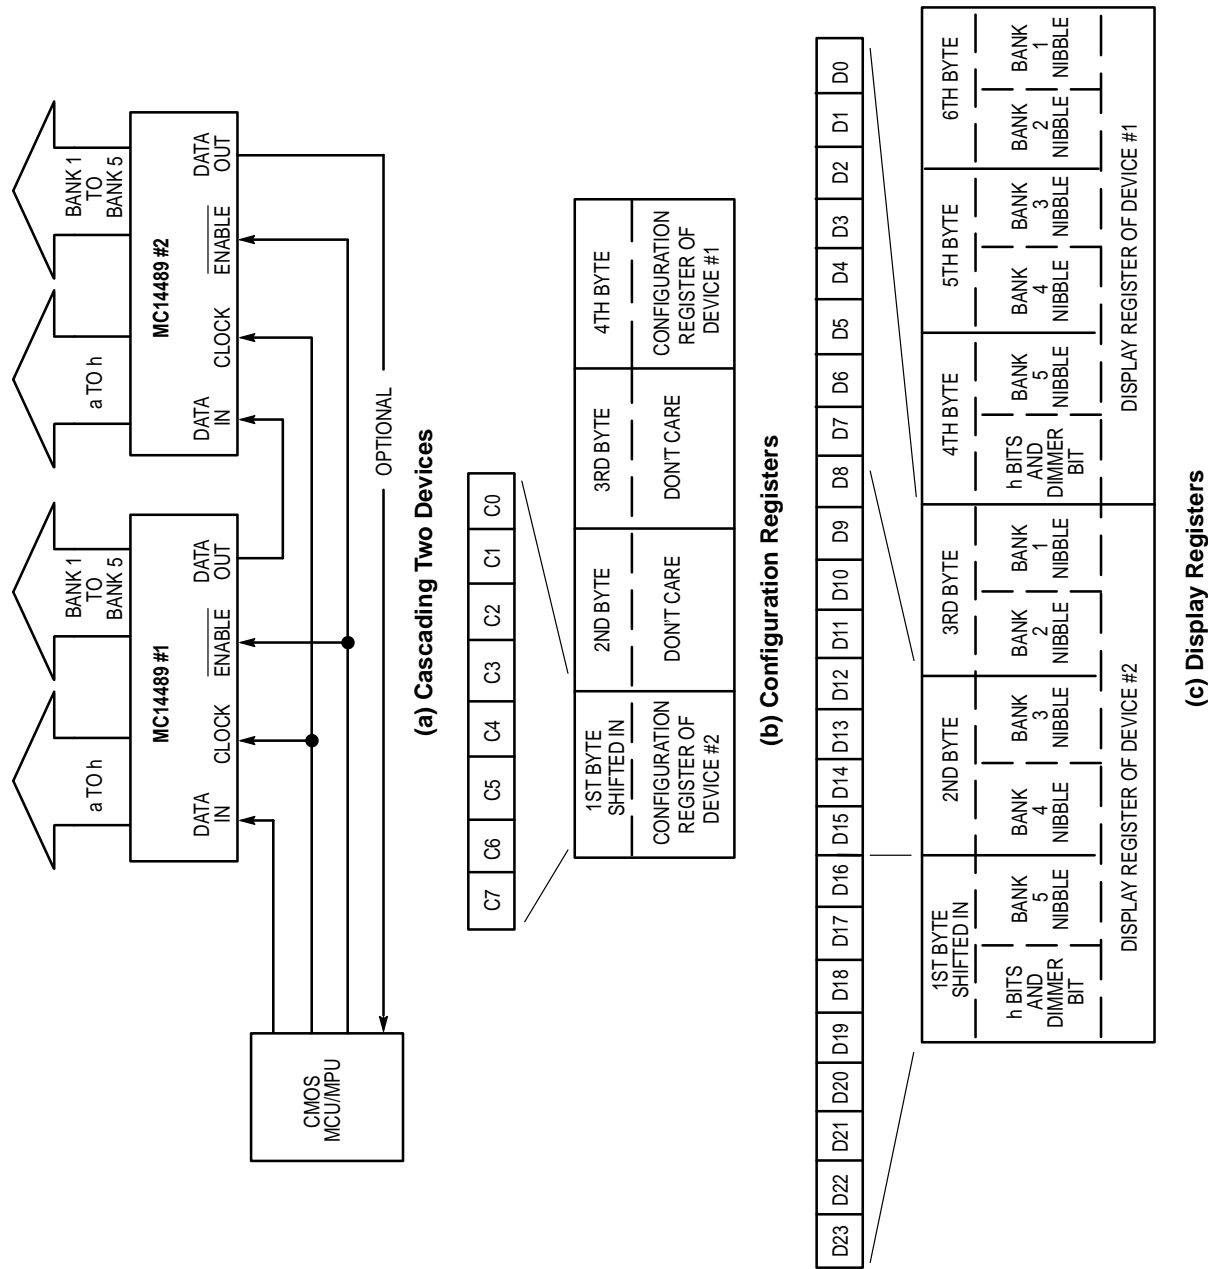 a TO h
BANK 1
TO
BANK 5
a TO h
BANK 1
TO
BANK 5
MC14489 #1
MC14489 #2
DATA
IN
CLOCK
ENABLE
DATA
OUT
DATA
IN
CLOCK
ENABLE
DATA
OUT
CMOS
MCU/MPU
OPTIONAL
(a) Cascading Two Devices
C7 C6 C5 C4 C3 C2 C1 C0
1ST BYTE
SHIFTED IN
2ND BYTE
3RD BYTE
4TH BYTE
CONFIGURATION
REGISTER OF
DEVICE #2
DON'T CARE
DON'T CARE
CONFIGURATION
REGISTER OF
DEVICE #1
(b) Configuration Registers
D23 D22 D21 D20 D19 D18 D17 D16 D15 D14 D13 D12 D11 D10 D9 D8 D7 D6 D5 D4 D3 D2 D1 D0
1ST BYTE
SHIFTED IN
2ND BYTE
3RD BYTE
4TH BYTE
5TH BYTE
6TH BYTE
h BITS
AND
DIMMER
BIT
BANK
5
NIBBLE
BANK
4
NIBBLE
BANK
3
NIBBLE
BANK
2
NIBBLE
BANK
1
NIBBLE
h BITS
AND
DIMMER
BIT
BANK
5
NIBBLE
BANK
4
NIBBLE
BANK
3
NIBBLE
BANK
2
NIBBLE
BANK
1
NIBBLE
DISPLAY REGISTER OF DEVICE #2
DISPLAY REGISTER OF DEVICE #1
(c) Display Registers